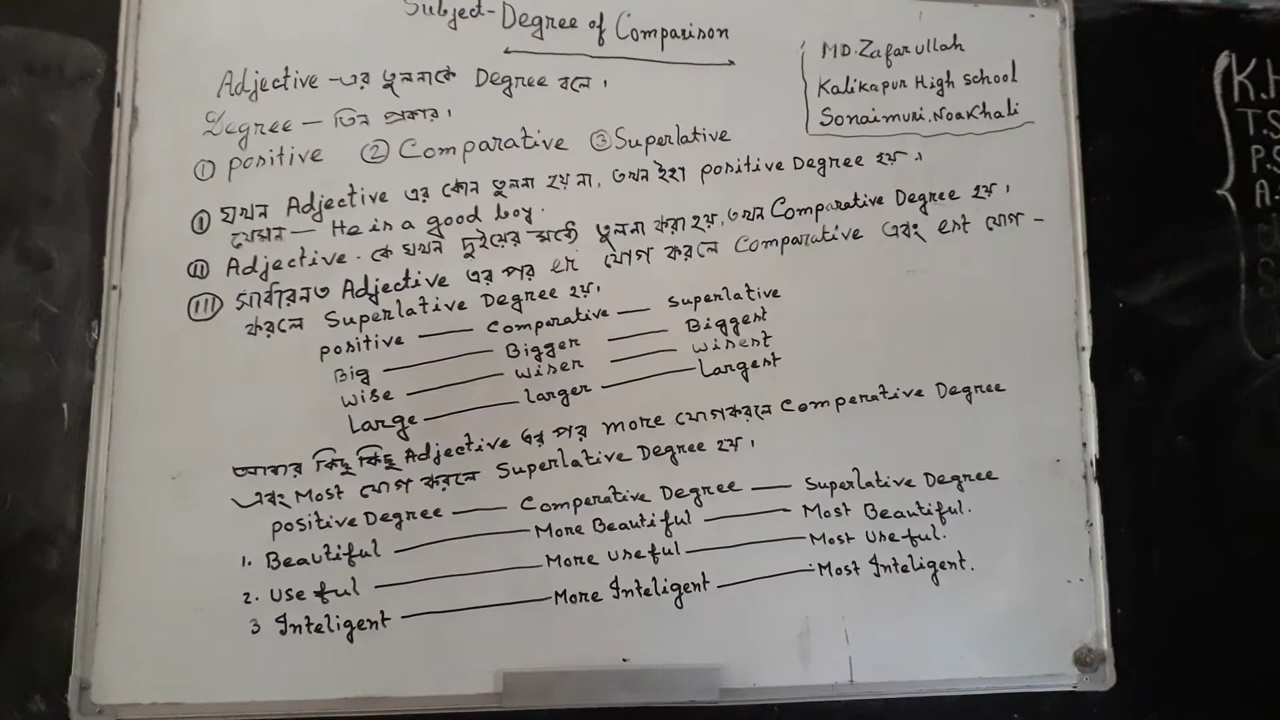 Subject-Degree of Comparison
MD.Zafarullah
Kalikapur High school
Sonaimuri.Noakhali
Adjective-এর তুলনাকে Degree বলে।
Degree — তিন প্রকার।
① positive ② Comparative ③ Superlative
① যখন Adjective এর কোন তুলনা হয় না, তখন ইহা positive Degree হয়।
যেমন — He is a good boy.
② Adjective. কে যখন দুইয়ের মধ্যে তুলনা করা হয়, তখন Comparative Degree হয়।
③ Adjective এর পর er যোগ করলে Comparative এবং est যোগ -
করলে Superlative Degree হয়।
positive — Comparative — Superlative
Big — Bigger — Biggest
Wise — Wiser — Wisest
Large — Larger — Largest
আবার কিছু কিছু Adjective এর পর more যোগ করলে Comperative Degree
এবং Most যোগ করলে Superlative Degree হয়।
positive Degree — Comperative Degree — Superlative Degree
1. Beautiful — More Beautiful — Most Beautiful.
2. Useful — More Useful — Most Useful.
3 Inteligent — More Inteligent — Most Inteligent.
K.H
T.S
P.S
A-